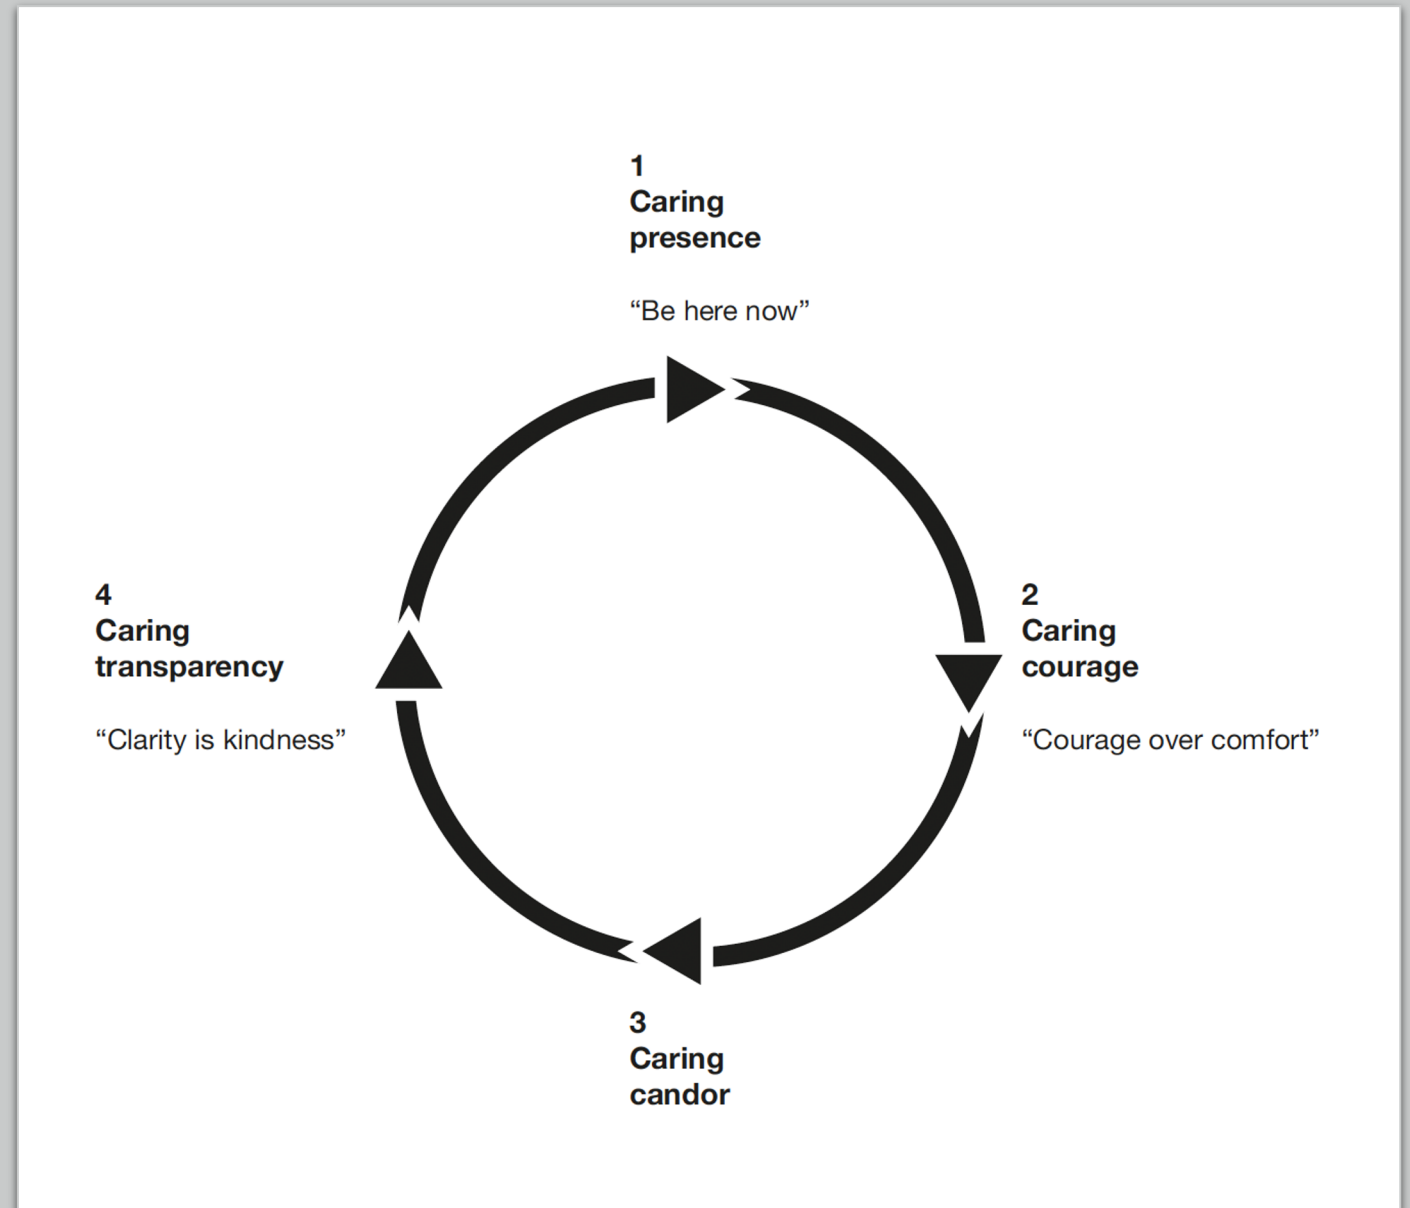 1
Caring
presence
“Be here now”
4
Caring
transparency
“Clarity is kindness”
2
Caring
courage
“Courage over comfort”
3
Caring
candor